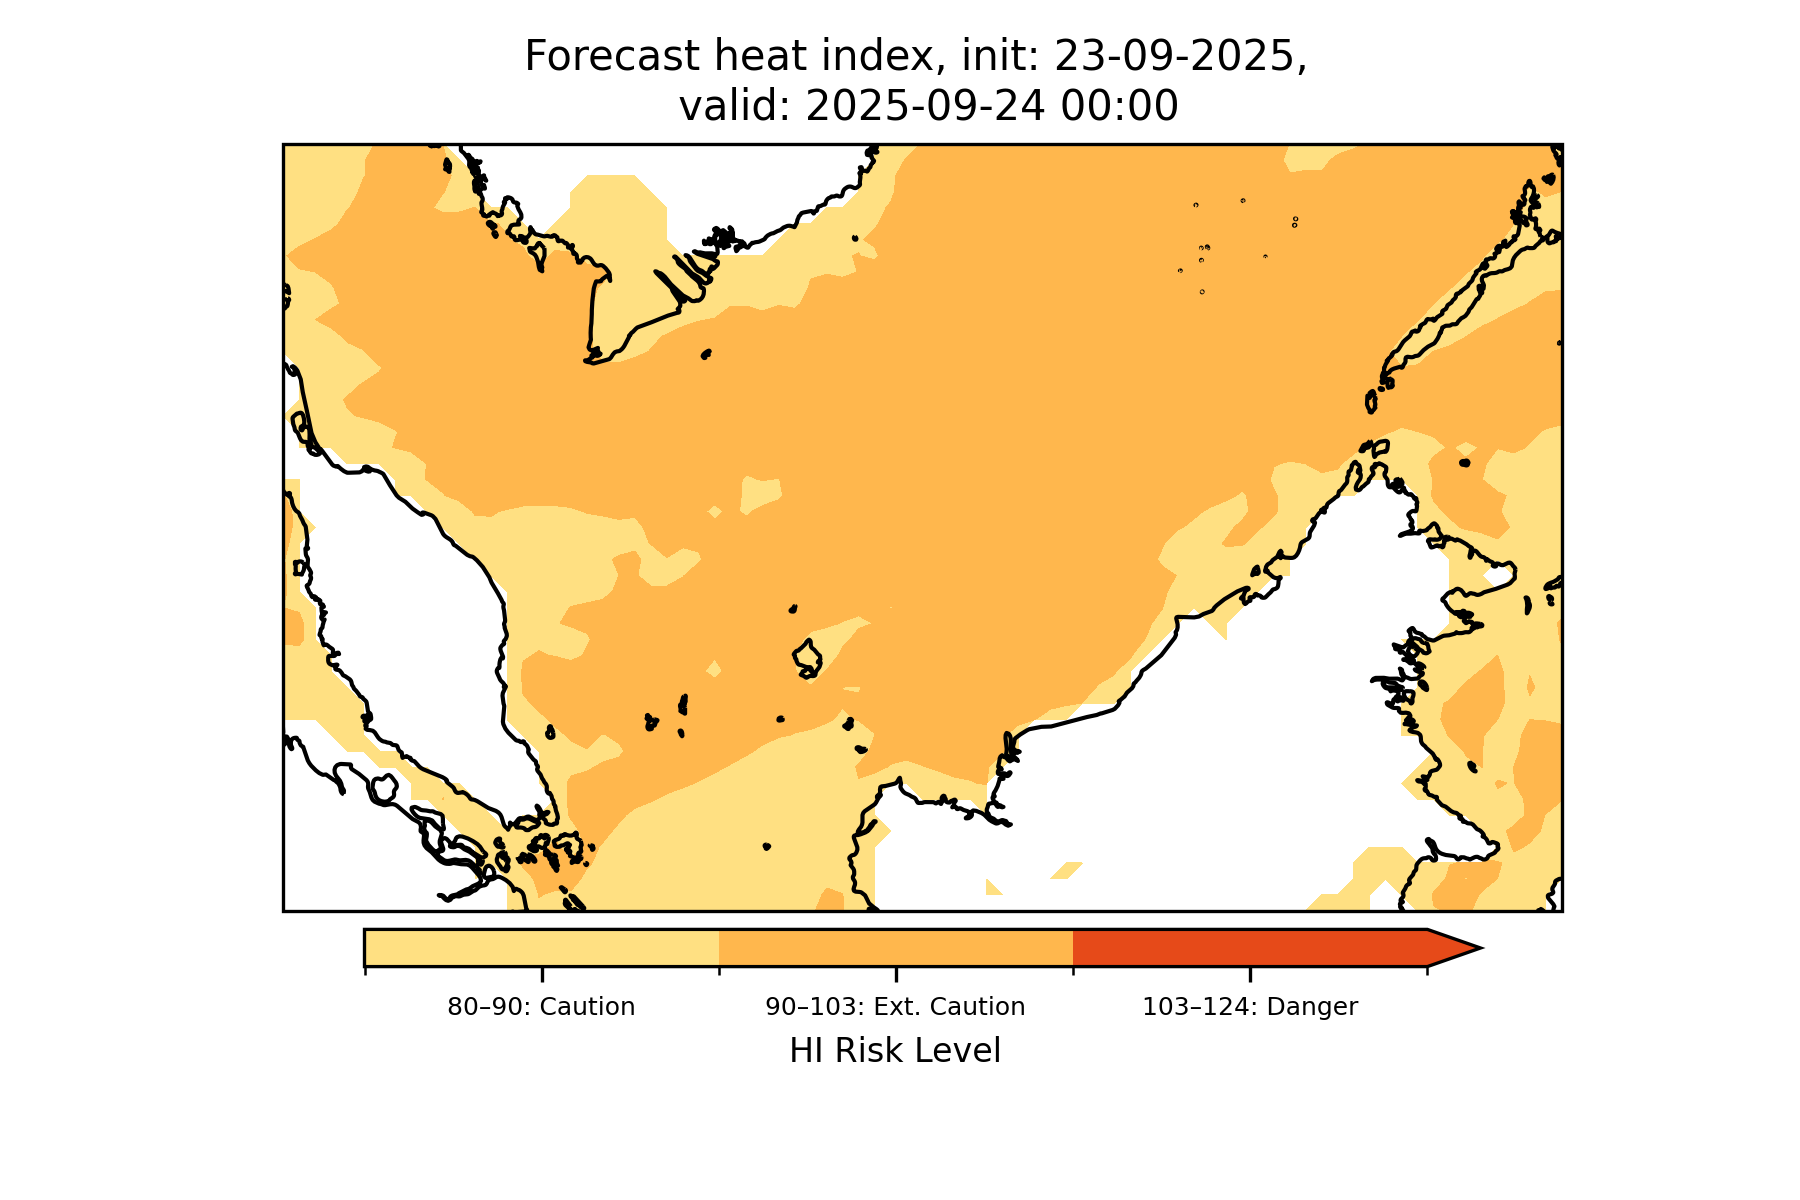 Forecast heat index, init: 23-09-2025,
valid: 2025-09-24 00:00
80–90: Caution
90–103: Ext. Caution
103–124: Danger
HI Risk Level